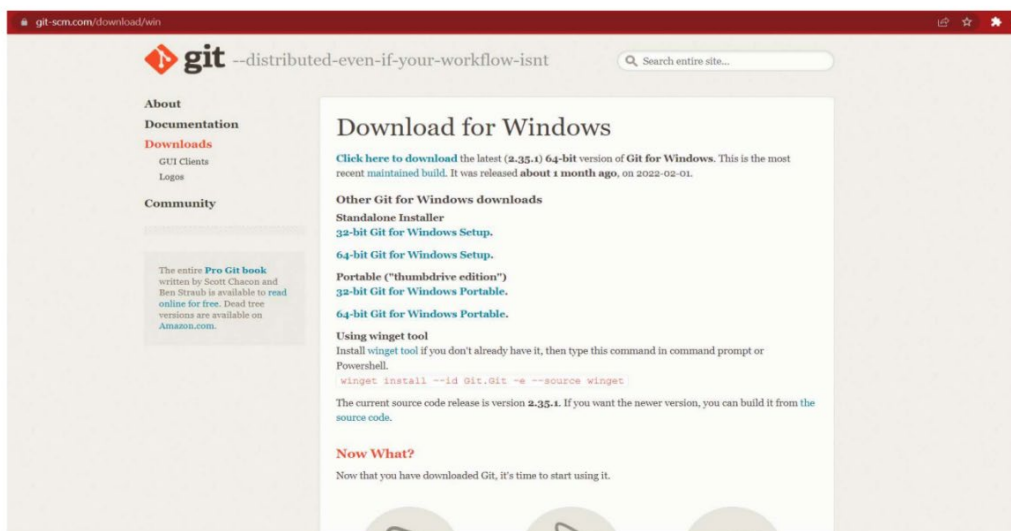 git-scm.com/download/win
git --distributed-even-if-your-workflow-isnt
Search entire site...
About
Documentation
Downloads
GUI Clients
Logos
Community
The entire Pro Git book
written by Scott Chacon and
Ben Straub is available to read
online for free. Dead tree
versions are available on
Amazon.com.
Download for Windows
Click here to download the latest (2.35.1) 64-bit version of Git for Windows. This is the most
recent maintained build. It was released about 1 month ago, on 2022-02-01.
Other Git for Windows downloads
Standalone Installer
32-bit Git for Windows Setup.
64-bit Git for Windows Setup.
Portable ("thumbdrive edition")
32-bit Git for Windows Portable.
64-bit Git for Windows Portable.
Using winget tool
Install winget tool if you don't already have it, then type this command in command prompt or
Powershell.
winget install --id Git.Git -e --source winget
The current source code release is version 2.35.1. If you want the newer version, you can build it from the
source code.
Now What?
Now that you have downloaded Git, it's time to start using it.